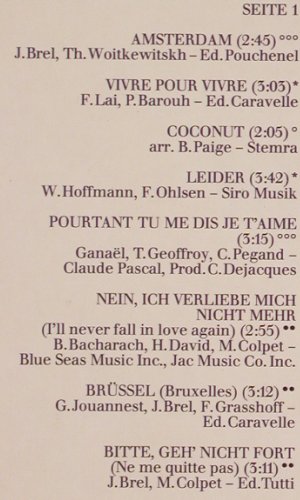 SEITE 1
AMSTERDAM (2:45) °°°
J.Brel, Th. Woitkewitskh – Ed. Pouchenel
VIVRE POUR VIVRE (3:03)*
F. Lai, P. Barouh – Ed. Caravelle
COCONUT (2:05) °
arr. B. Paige – Stemra
LEIDER (3:42) *
W. Hoffmann, F. Ohlsen – Siro Musik
POURTANT TU ME DIS JE T'AIME
(3:15) °°°
Ganaël, T. Geoffroy, C. Pegand –
Claude Pascal, Prod. C. Dejacques
NEIN, ICH VERLIEBE MICH
NICHT MEHR
(I'll never fall in love again) (2:55) ••
B. Bacharach, H. David, M. Colpet –
Blue Seas Music Inc., Jac Music Co. Inc.
BRÜSSEL (Bruxelles) (3:12) ••
G. Jouannest, J. Brel, F. Grasshoff –
Ed. Caravelle
BITTE, GEH' NICHT FORT
(Ne me quitte pas) (3:11) ••
J. Brel, M. Colpet – Ed. Tutti